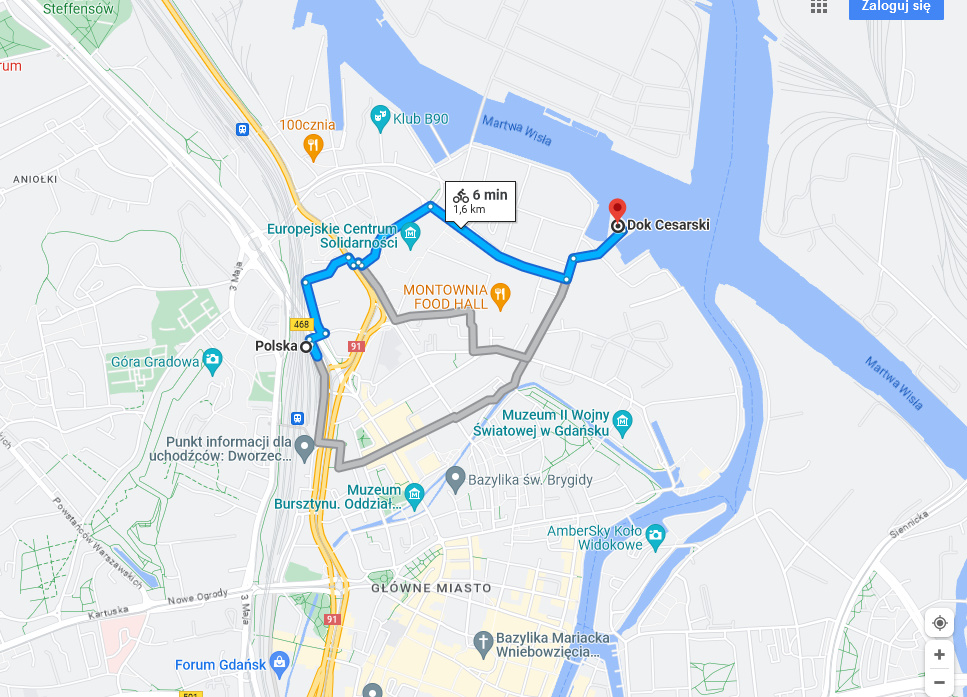 Steffensów
Zaloguj się
100cznia
Klub B90
Martwa Wisła
ANIOŁKI
6 min
1,6 km
Europejskie Centrum
Solidarności
Dok Cesarski
3 Maja
MONTOWNIA
FOOD HALL
468
Polska
91
Góra Gradowa
Martwa Wisła
Muzeum II Wojny
Światowej w Gdańsku
Punkt informacji dla
uchodźców: Dworzec...
Bazylika św. Brygidy
Muzeum
Bursztynu. Oddział...
Powstańców Warszawskich
Siennicka
AmberSky Koło
Widokowe
GŁÓWNE MIASTO
Nowe Ogrody
Kartuska
3 Maja
91
Bazylika Mariacka
Wniebowzięcia...
Forum Gdańsk
501